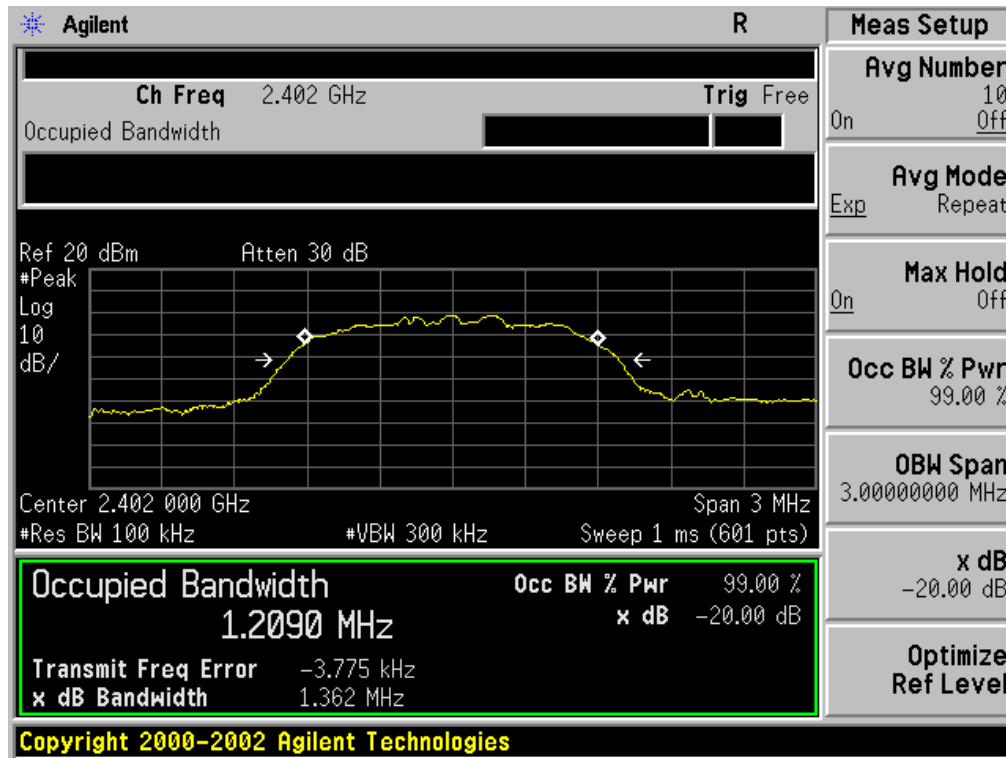 Agilent R Meas Setup
Ch Freq 2.402 GHz Trig Free
Occupied Bandwidth
Ref 20 dBm Atten 30 dB
#Peak
Log
10
dB/
Center 2.402 000 GHz Span 3 MHz
#Res BW 100 kHz #VBW 300 kHz Sweep 1 ms (601 pts)
Occupied Bandwidth Occ BW % Pwr 99.00 %
1.2090 MHz x dB -20.00 dB
Transmit Freq Error -3.775 kHz
x dB Bandwidth 1.362 MHz
Copyright 2000-2002 Agilent Technologies
Avg Number
10
On Off
Avg Mode
Exp Repeat
Max Hold
On Off
Occ BW % Pwr
99.00 %
OBW Span
3.00000000 MHz
x dB
-20.00 dB
Optimize
Ref Level